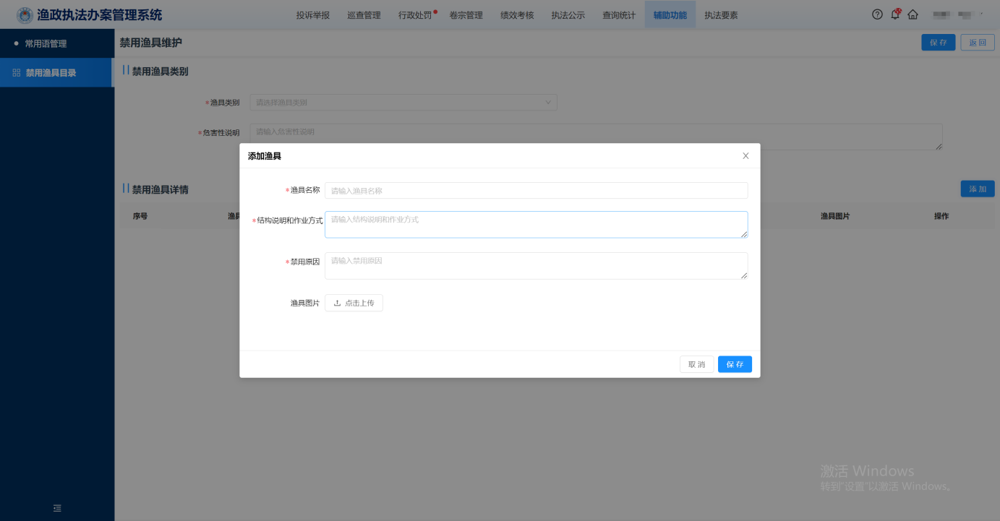 渔政执法办案管理系统
投诉举报 巡查管理 行政处罚 卷宗管理 绩效考核 执法公示 查询统计 辅助功能 执法要素
常用语管理
禁用渔具目录
禁用渔具维护
保存 返回
禁用渔具类别
*渔具类别 请选择渔具类别
*危害性说明 请输入危害性说明
禁用渔具详情
添加
序号 渔具 渔具图片 操作
添加渔具
*渔具名称 请输入渔具名称
*结构说明和作业方式 请输入结构说明和作业方式
*禁用原因 请输入禁用原因
渔具图片 点击上传
取消 保存
激活 Windows
转到"设置"以激活 Windows。